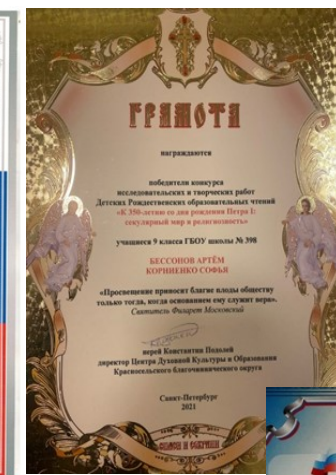 ГРАМОТА
награждаются
победители конкурса
исследовательских и творческих работ
Детских Рождественских образовательных чтений
«К 350-летию со дня рождения Петра I:
секулярный мир и религиозность»
учащиеся 9 класса ГБОУ школы № 398
БЕССОНОВ АРТЁМ
КОРНИЕНКО СОФЬЯ
«Просвещение приносит благие плоды обществу
только тогда, когда основанием ему служит вера».
Святитель Филарет Московский
иерей Константин Подолей
директор Центра Духовной Культуры и Образования
Красносельского благочиннического округа
Санкт-Петербург
2021